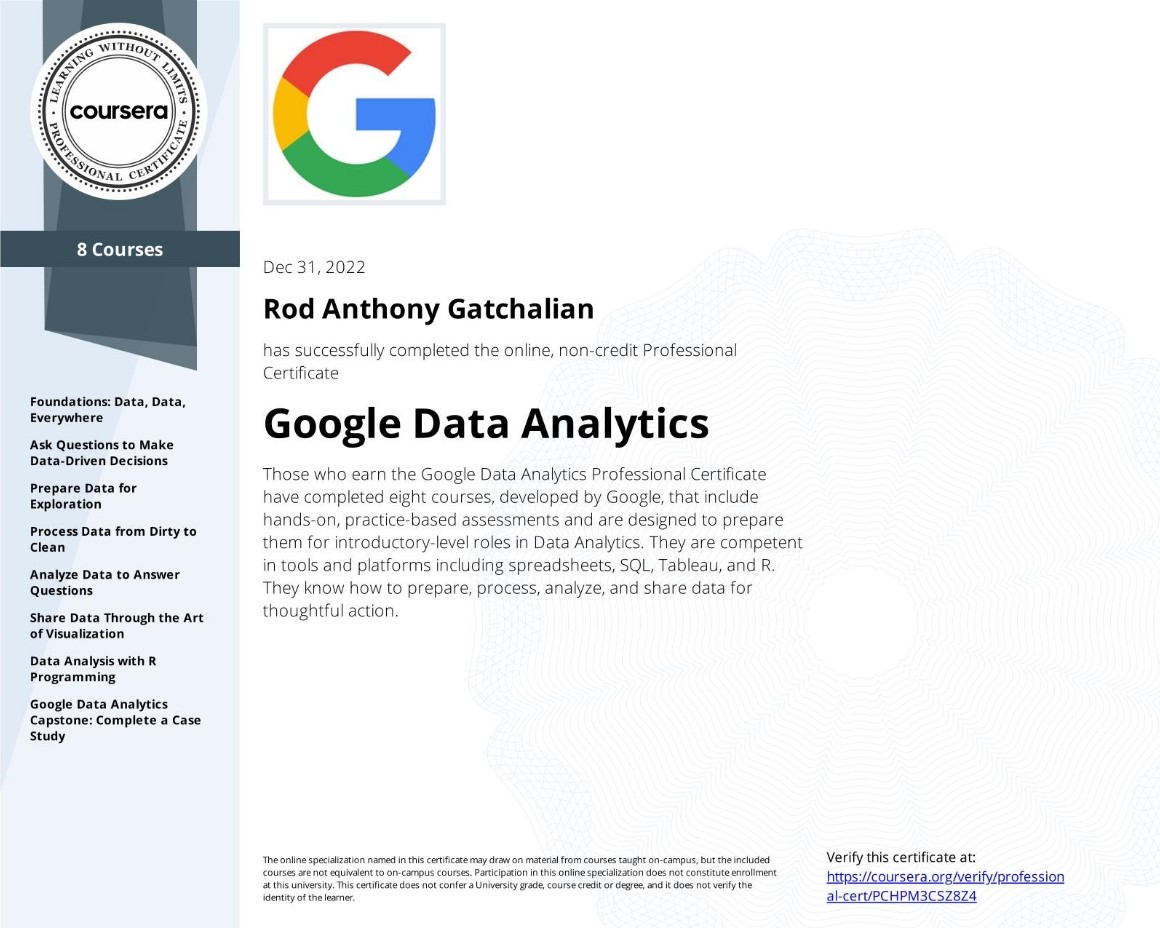 LEARNING WITHOUT LIMITS
coursera
PROFESSIONAL CERTIFICATE
8 Courses
Foundations: Data, Data,
Everywhere
Ask Questions to Make
Data-Driven Decisions
Prepare Data for
Exploration
Process Data from Dirty to
Clean
Analyze Data to Answer
Questions
Share Data Through the Art
of Visualization
Data Analysis with R
Programming
Google Data Analytics
Capstone: Complete a Case
Study
G
Dec 31, 2022
Rod Anthony Gatchalian
has successfully completed the online, non-credit Professional
Certificate
Google Data Analytics
Those who earn the Google Data Analytics Professional Certificate
have completed eight courses, developed by Google, that include
hands-on, practice-based assessments and are designed to prepare
them for introductory-level roles in Data Analytics. They are competent
in tools and platforms including spreadsheets, SQL, Tableau, and R.
They know how to prepare, process, analyze, and share data for
thoughtful action.
The online specialization named in this certificate may draw on material from courses taught on-campus, but the included
courses are not equivalent to on-campus courses. Participation in this online specialization does not constitute enrollment
at this university. This certificate does not confer a University grade, course credit or degree, and it does not verify the
identity of the learner.
Verify this certificate at:
https://coursera.org/verify/profession
al-cert/PCHPM3CSZ8Z4